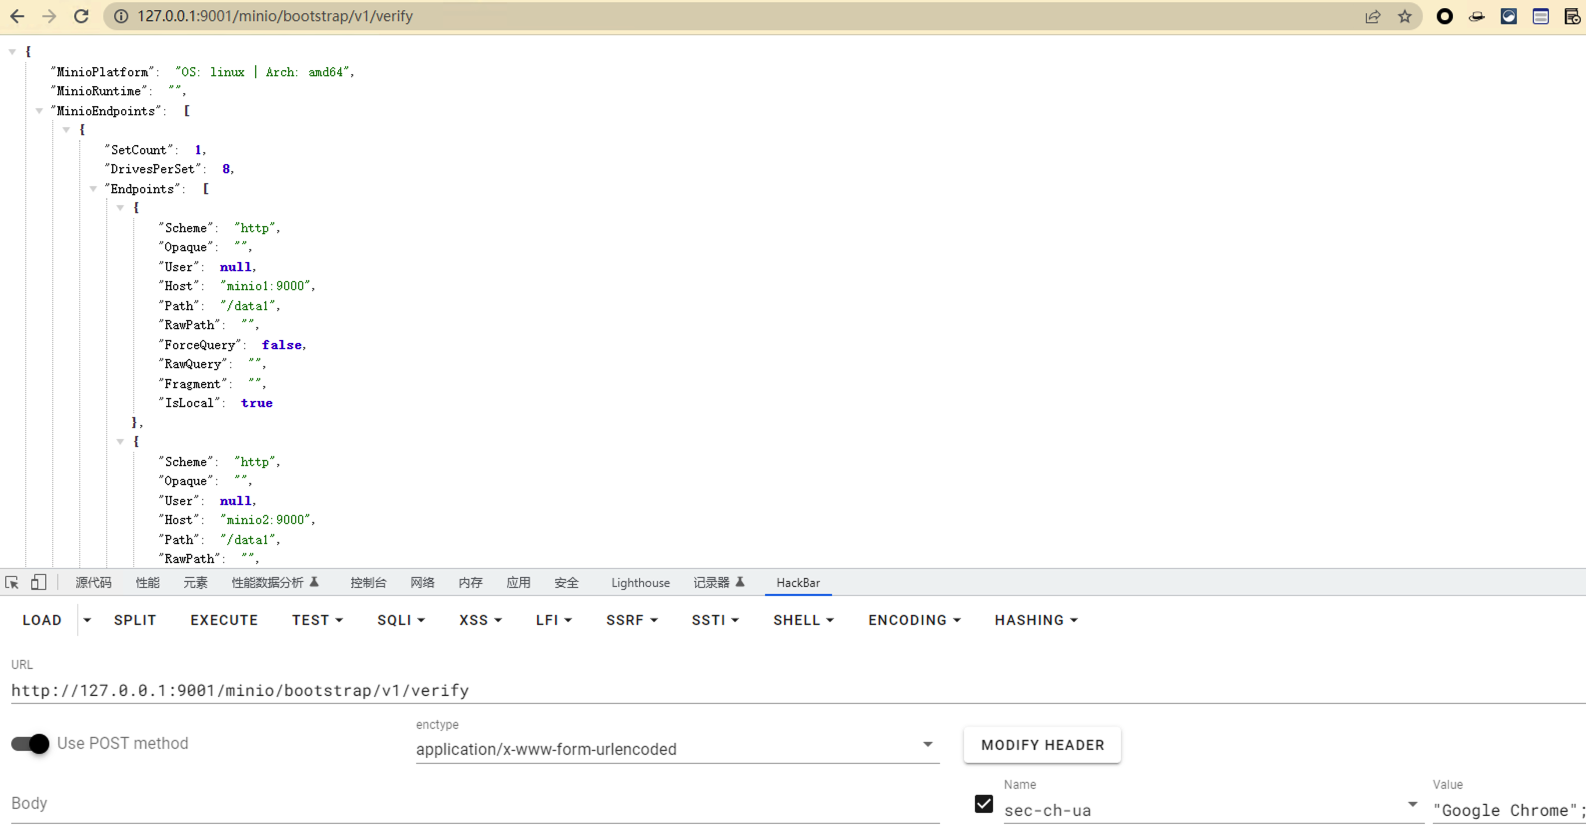 127.0.0.1:9001/minio/bootstrap/v1/verify
{
"MinioPlatform": "OS: linux | Arch: amd64",
"MinioRuntime": "",
"MinioEndpoints": [
{
"SetCount": 1,
"DrivesPerSet": 8,
"Endpoints": [
{
"Scheme": "http",
"Opaque": "",
"User": null,
"Host": "minio1:9000",
"Path": "/data1",
"RawPath": "",
"ForceQuery": false,
"RawQuery": "",
"Fragment": "",
"IsLocal": true
},
{
"Scheme": "http",
"Opaque": "",
"User": null,
"Host": "minio2:9000",
"Path": "/data1",
"RawPath": "",
源代码 性能 元素 性能数据分析 控制台 网络 内存 应用 安全 Lighthouse 记录器 HackBar
LOAD SPLIT EXECUTE TEST SQLI XSS LFI SSRF SSTI SHELL ENCODING HASHING
URL
http://127.0.0.1:9001/minio/bootstrap/v1/verify
Use POST method
enctype
application/x-www-form-urlencoded
MODIFY HEADER
Body
Name
sec-ch-ua
Value
"Google Chrome";